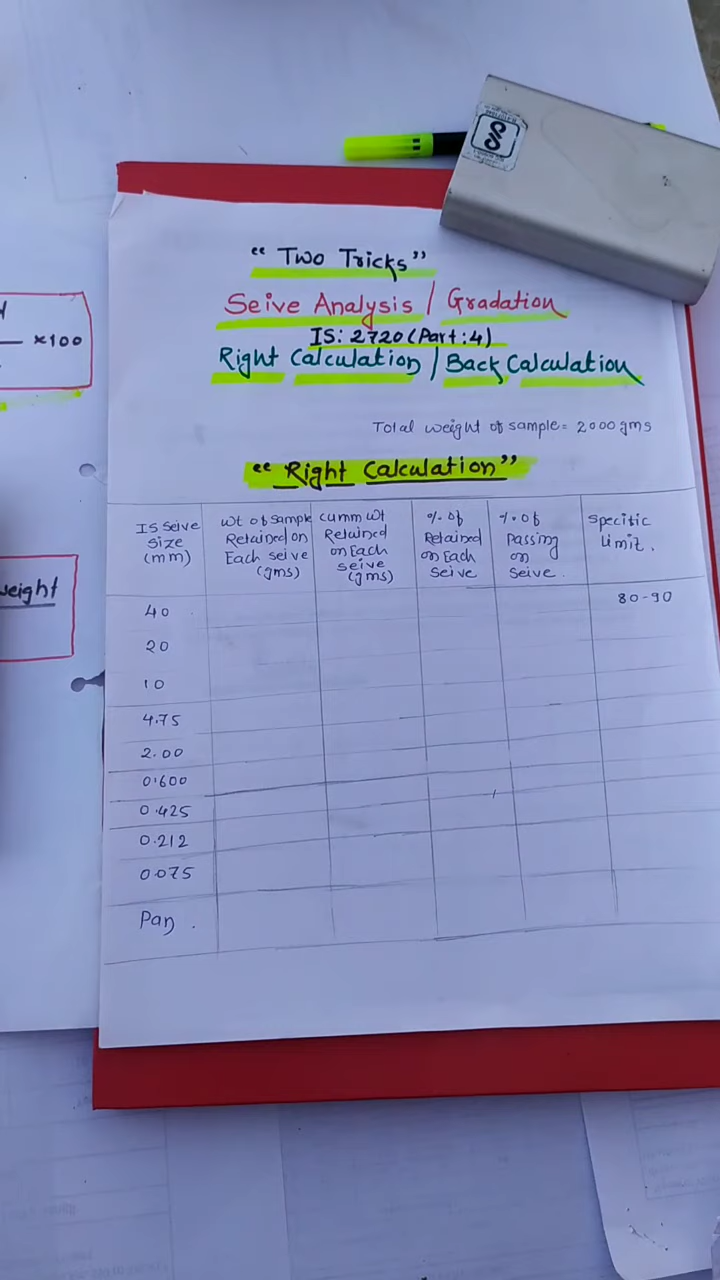 "Two Tricks"
Seive Analysis / Gradation
IS: 2720 (Part:4)
Right Calculation / Back Calculation
Total weight of sample = 2000 gms
"Right Calculation"
IS Seive Size (mm)
wt of sample Retained on Each seive (gms)
cumm wt Retained on Each seive (gms)
%. of Retained on Each Seive
%. of Passing on Seive.
Specific limit.
40
80-90
20
10
4.75
2.00
0.600
0.425
0.212
0.075
Pan.
×100
weight